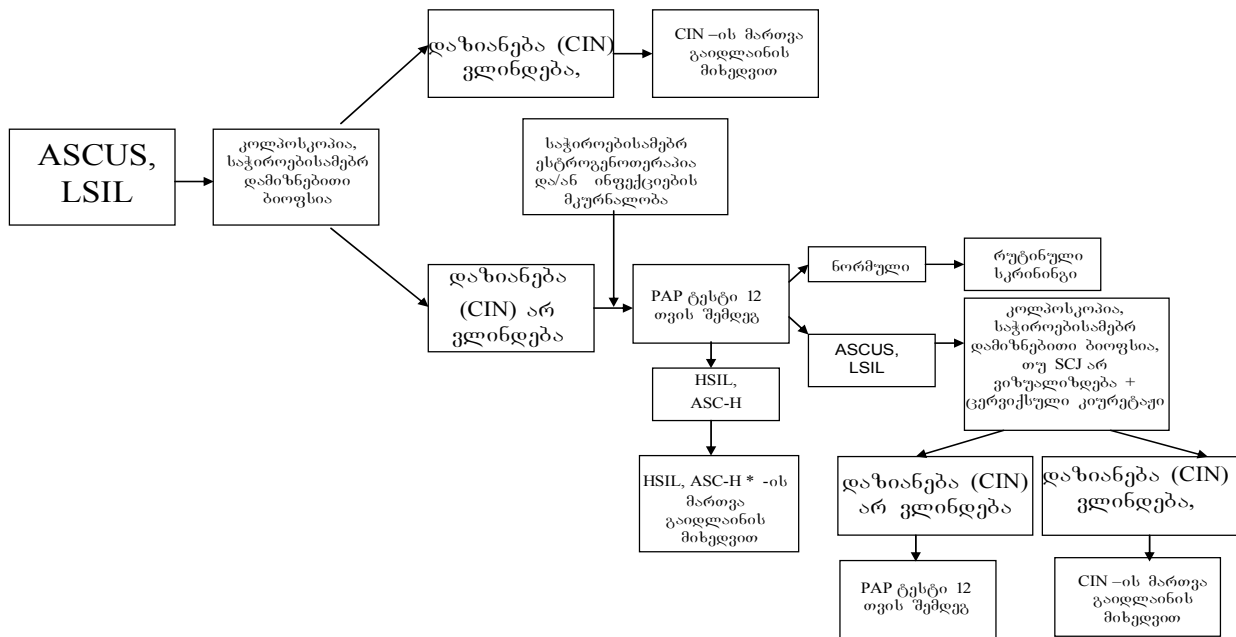 დაზიანება (CIN)
ვლინდება,
CIN –ის მართვა
გაიდლაინის
მიხედვით
ASCUS,
LSIL
კოლპოსკოპია,
საჭიროებისამებრ
დამიზნებითი
ბიოფსია
საჭიროებისამებრ
ესტროგენოთერაპია
და/ან ინფექციების
მკურნალობა
დაზიანება
(CIN) არ
ვლინდება
PAP ტესტი 12
თვის შემდეგ
ნორმული
რუტინული
სკრინინგი
ASCUS,
LSIL
კოლპოსკოპია,
საჭიროებისამებრ
დამიზნებითი ბიოფსია,
თუ SCJ არ
ვიზუალიზდება +
ცერვიქსული კიურეტაჟი
HSIL,
ASC-H
HSIL, ASC-H * -ის
მართვა
გაიდლაინის
მიხედვით
დაზიანება (CIN)
არ ვლინდება
დაზიანება (CIN)
ვლინდება,
PAP ტესტი 12
თვის შემდეგ
CIN –ის მართვა
გაიდლაინის
მიხედვით